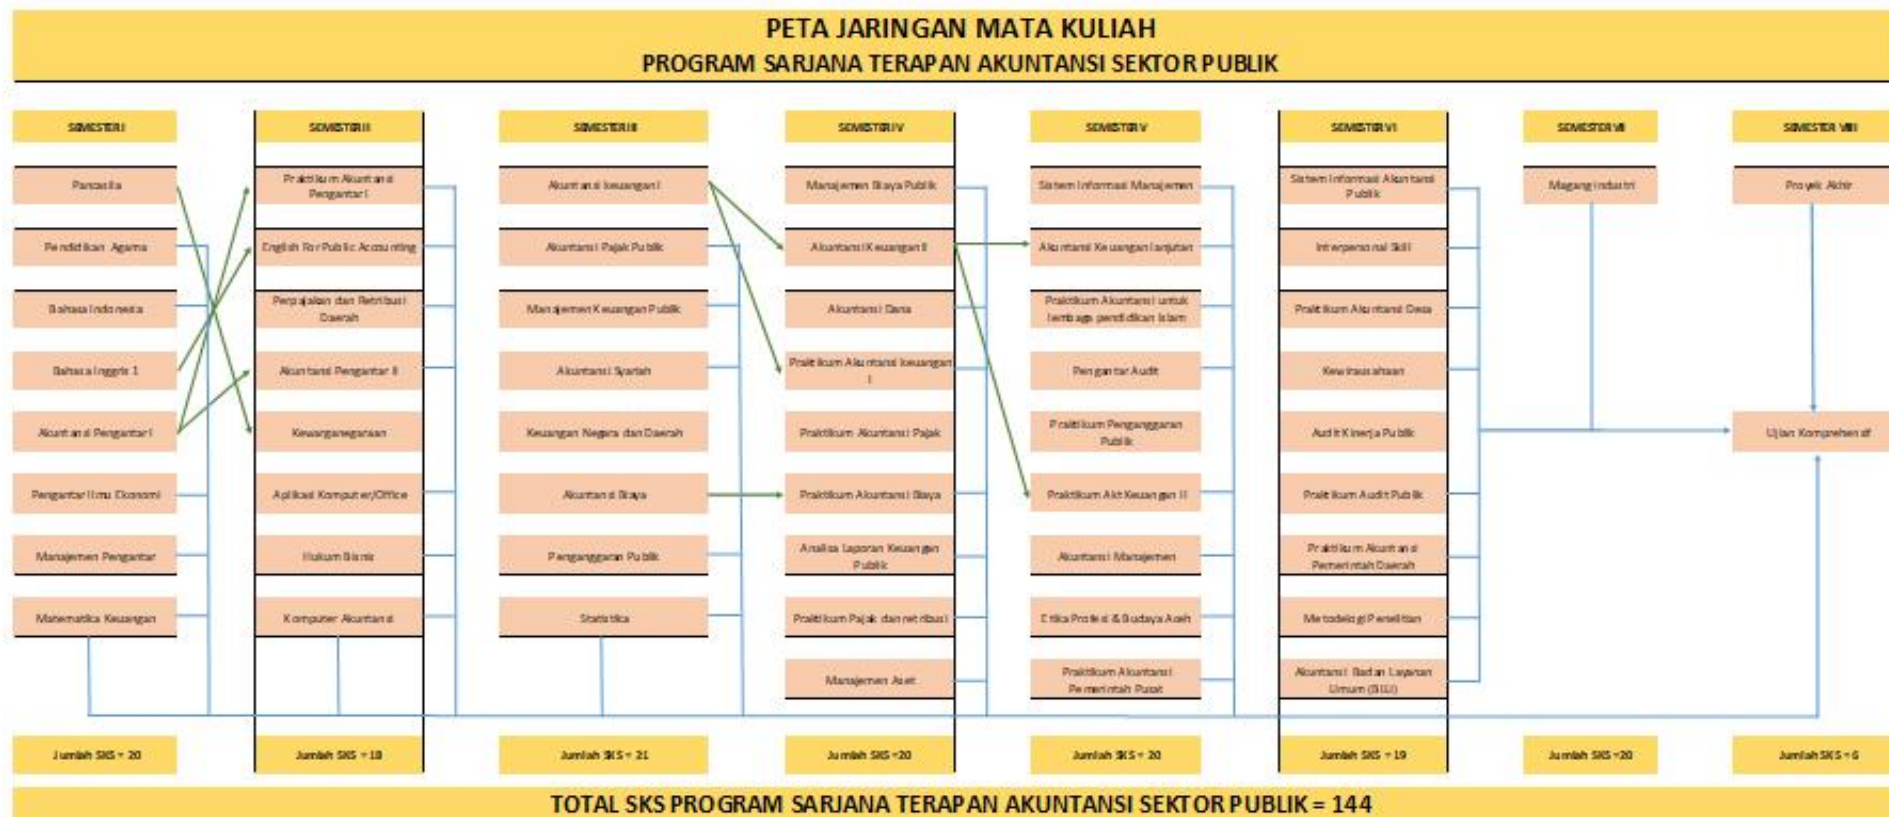 PETA JARINGAN MATA KULIAH
PROGRAM SARJANA TERAPAN AKUNTANSI SEKTOR PUBLIK
SEMESTER I
Pancasila
Pendidikan Agama
Bahasa Indonesia
Bahasa Inggris 1
Akuntansi Pengantar I
Pengantar Ilmu Ekonomi
Manajemen Pengantar
Matematika Keuangan
Jumlah SKS = 20
SEMESTER II
Praktikum Akuntansi
Pengantar I
English For Public Accounting
Perpajakan dan Retribusi
Daerah
Akuntansi Pengantar II
Kewarganegaraan
Aplikasi Komputer/Office
Hukum Bisnis
Komputer Akuntansi
Jumlah SKS = 18
SEMESTER III
Akuntansi keuangan I
Akuntansi Pajak Publik
Manajemen Keuangan Publik
Akuntansi Syariah
Keuangan Negara dan Daerah
Akuntansi Biaya
Penganggaran Publik
Statistika
Jumlah SKS = 21
SEMESTER IV
Manajemen Biaya Publik
Akuntansi Keuangan II
Akuntansi Dana
Praktikum Akuntansi keuangan
I
Praktikum Akuntansi Pajak
Praktikum Akuntansi Biaya
Analisa Laporan Keuangan
Publik
Praktikum Pajak dan retribusi
Manajemen Aset
Jumlah SKS =20
SEMESTER V
Sistem Informasi Manajemen
Akuntansi Keuangan lanjutan
Praktikum Akuntansi untuk
lembaga pendidikan Islam
Pengantar Audit
Praktikum Penganggaran
Publik
Praktikum Akt Keuangan II
Akuntansi Manajemen
Etika Profesi & Budaya Aceh
Praktikum Akuntansi
Pemerintah Pusat
Jumlah SKS = 20
SEMESTER VI
Sistem Informasi Akuntansi
Publik
Interpersonal Skill
Praktikum Akuntansi Desa
Kewirausahaan
Audit Kinerja Publik
Praktikum Audit Publik
Praktikum Akuntansi
Pemerintah Daerah
Metodologi Penelitian
Akuntansi Badan Layanan
Umum (BLU)
Jumlah SKS = 19
SEMESTER VII
Magang Industri
Jumlah SKS =20
SEMESTER VIII
Proyek Akhir
Ujian Komprehensif
Jumlah SKS = 6
TOTAL SKS PROGRAM SARJANA TERAPAN AKUNTANSI SEKTOR PUBLIK = 144